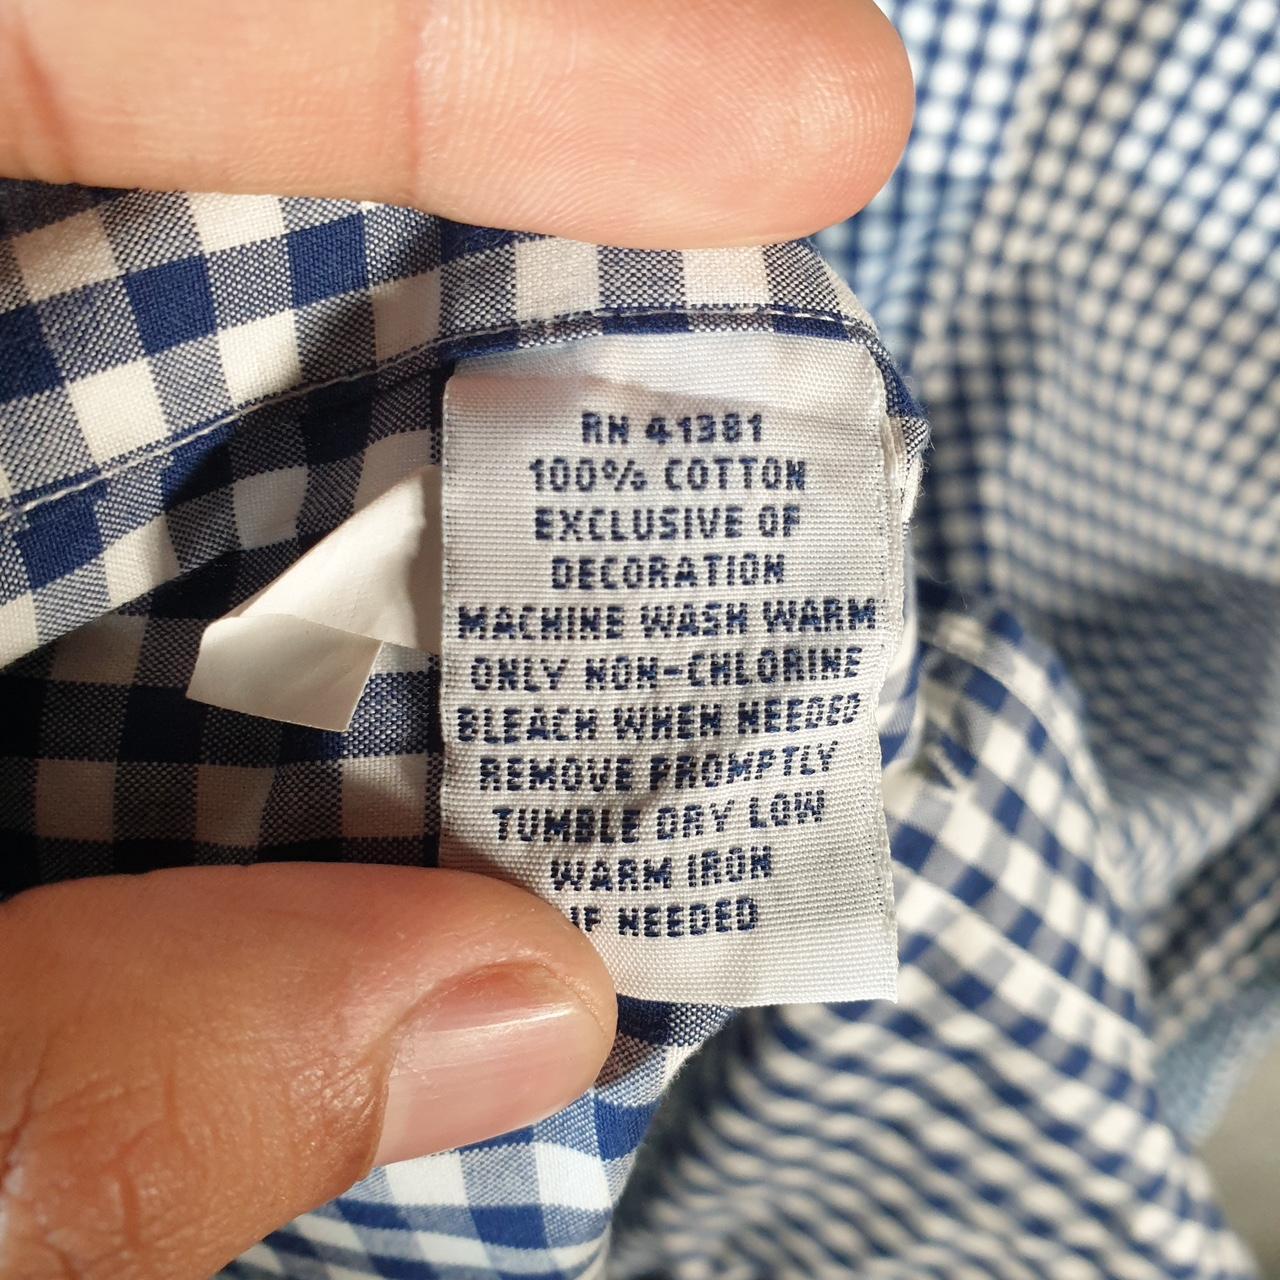 RN 41381
100% COTTON
EXCLUSIVE OF
DECORATION
MACHINE WASH WARM
ONLY NON-CHLORINE
BLEACH WHEN NEEDED
REMOVE PROMPTLY
TUMBLE DRY LOW
WARM IRON
IF NEEDED